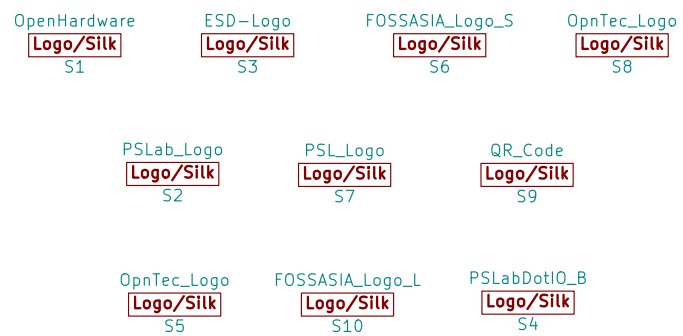 OpenHardware ESD-Logo FOSSASIA_Logo_S OpnTec_Logo
Logo/Silk Logo/Silk Logo/Silk Logo/Silk
S1 S3 S6 S8
PSLab_Logo PSL_Logo QR_Code
Logo/Silk Logo/Silk Logo/Silk
S2 S7 S9
OpnTec_Logo FOSSASIA_Logo_L PSLabDotIO_B
Logo/Silk Logo/Silk Logo/Silk
S5 S10 S4